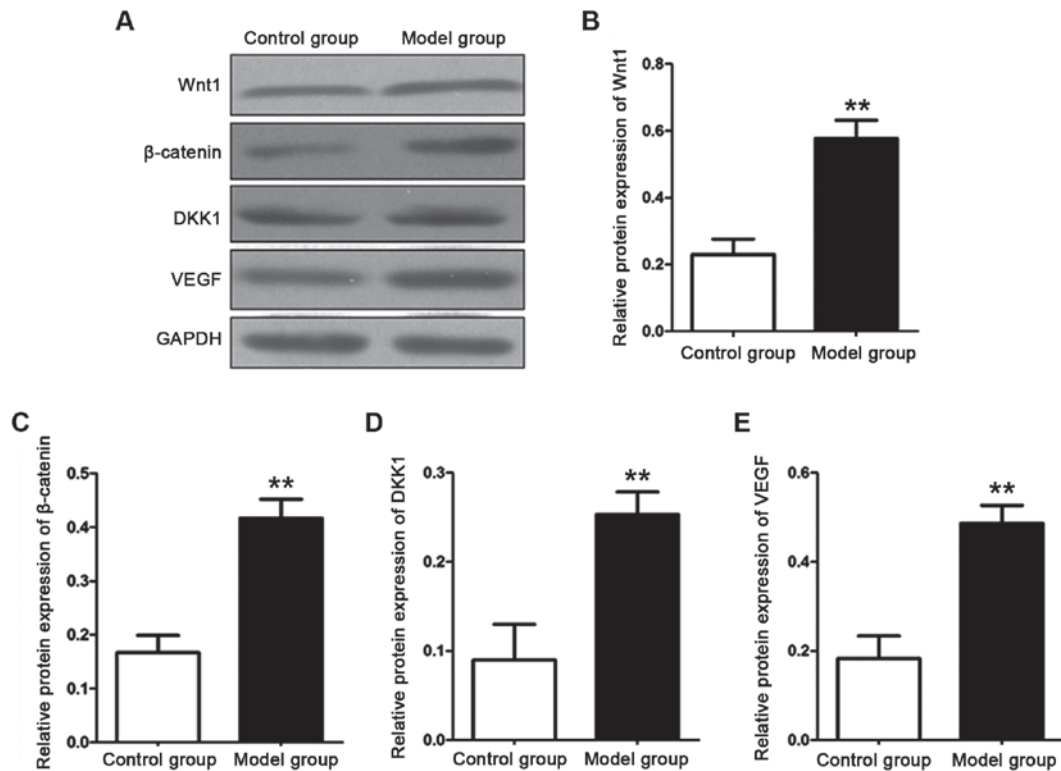 A
Control group Model group
Wnt1
β-catenin
DKK1
VEGF
GAPDH
B
Relative protein expression of Wnt1
0.8
0.6
0.4
0.2
0.0
**
Control group Model group
C
Relative protein expression of β-catenin
0.5
0.4
0.3
0.2
0.1
0.0
**
Control group Model group
D
Relative protein expression of DKK1
0.3
0.2
0.1
0.0
**
Control group Model group
E
Relative protein expression of VEGF
0.6
0.4
0.2
0.0
**
Control group Model group